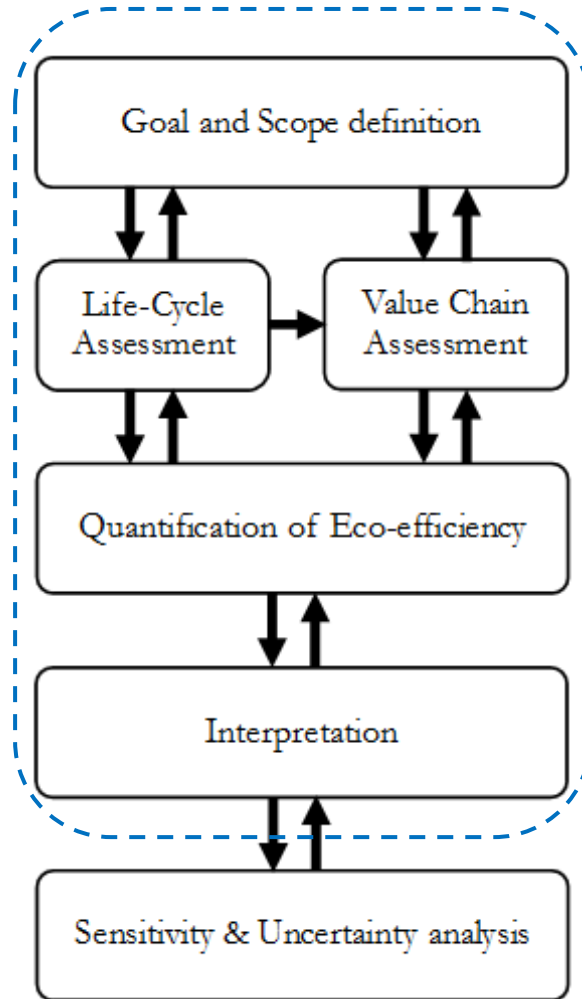 Goal and Scope definition
Life-Cycle
Assessment
Value Chain
Assessment
Quantification of Eco-efficiency
Interpretation
Sensitivity & Uncertainty analysis